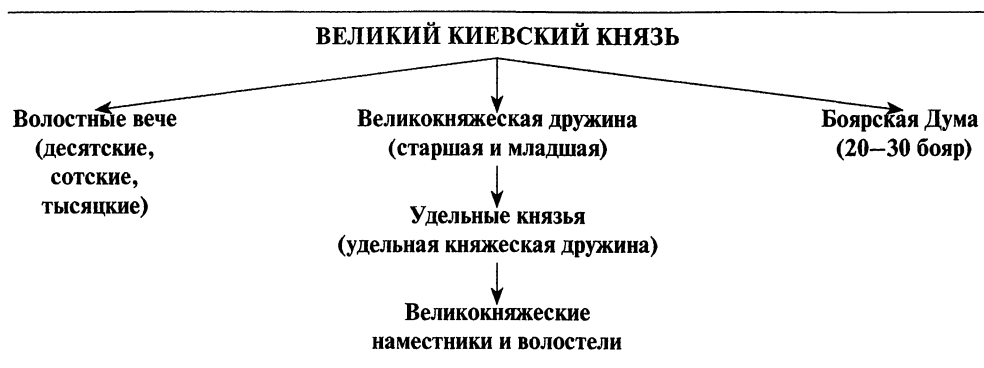 ВЕЛИКИЙ КИЕВСКИЙ КНЯЗЬ
Волостные вече
(десятские,
сотские,
тысяцкие)
Великокняжеская дружина
(старшая и младшая)
Боярская Дума
(20—30 бояр)
Удельные князья
(удельная княжеская дружина)
Великокняжеские
наместники и волостели